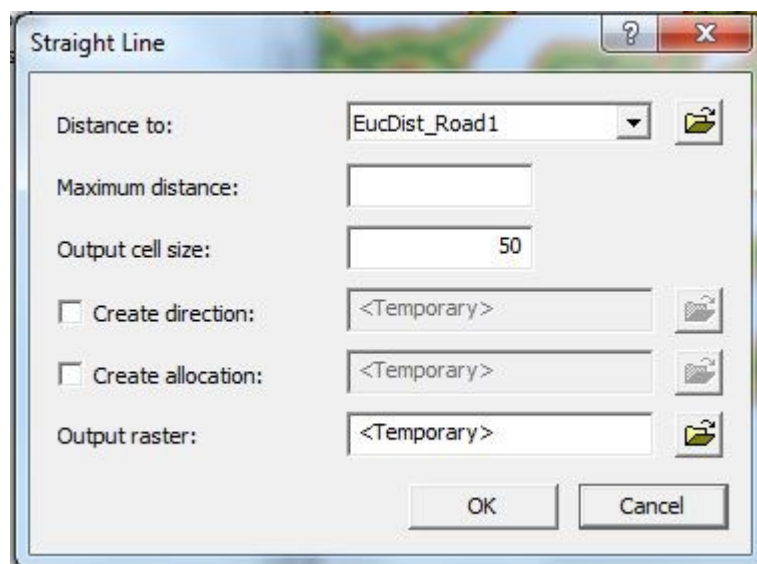 Straight Line
?
Distance to: EucDist_Road1
Maximum distance:
Output cell size: 50
Create direction: <Temporary>
Create allocation: <Temporary>
Output raster: <Temporary>
OK Cancel